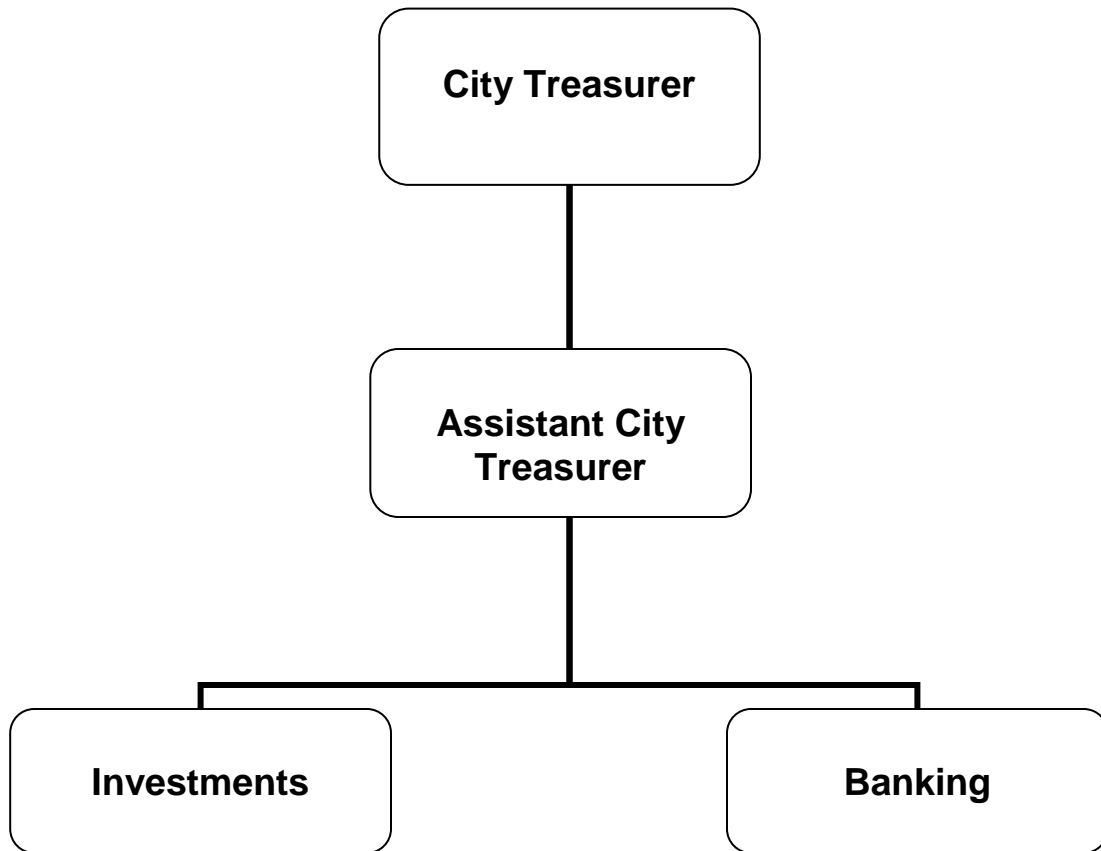 City Treasurer
Assistant City
Treasurer
Investments
Banking